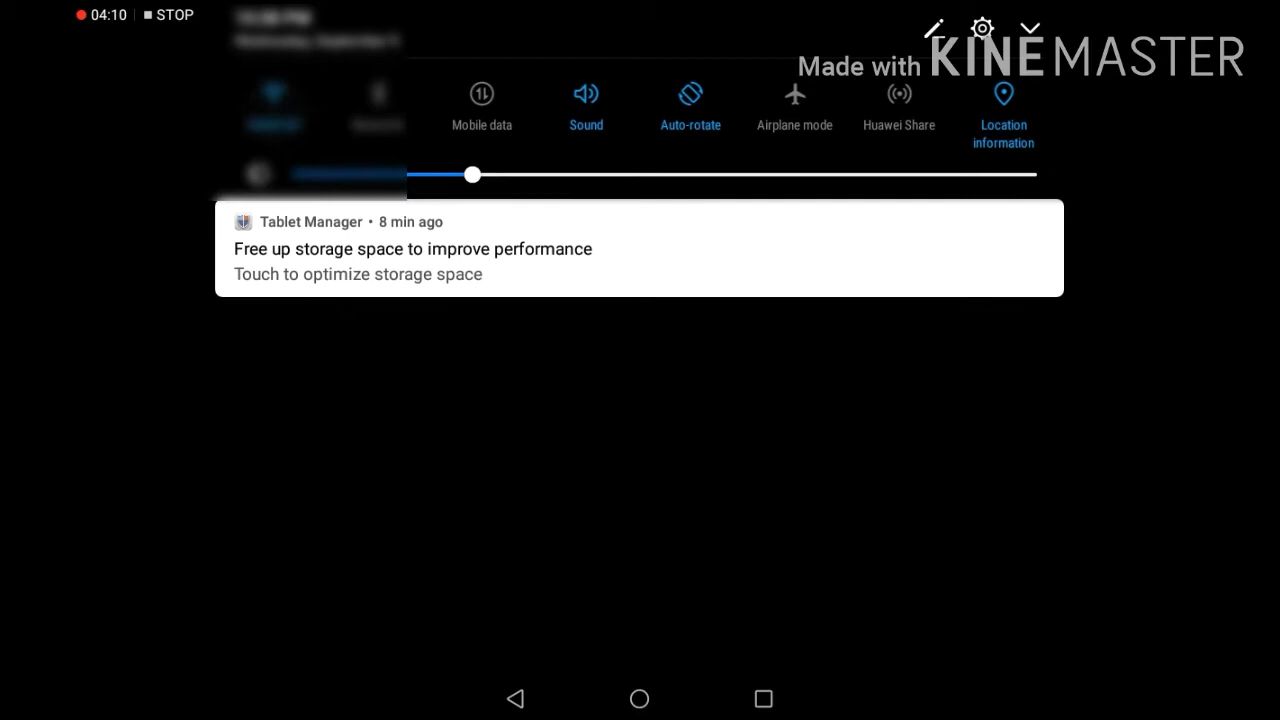 04:10 STOP
Made with KINEMASTER
Mobile data
Sound
Auto-rotate
Airplane mode
Huawei Share
Location
information
Tablet Manager • 8 min ago
Free up storage space to improve performance
Touch to optimize storage space